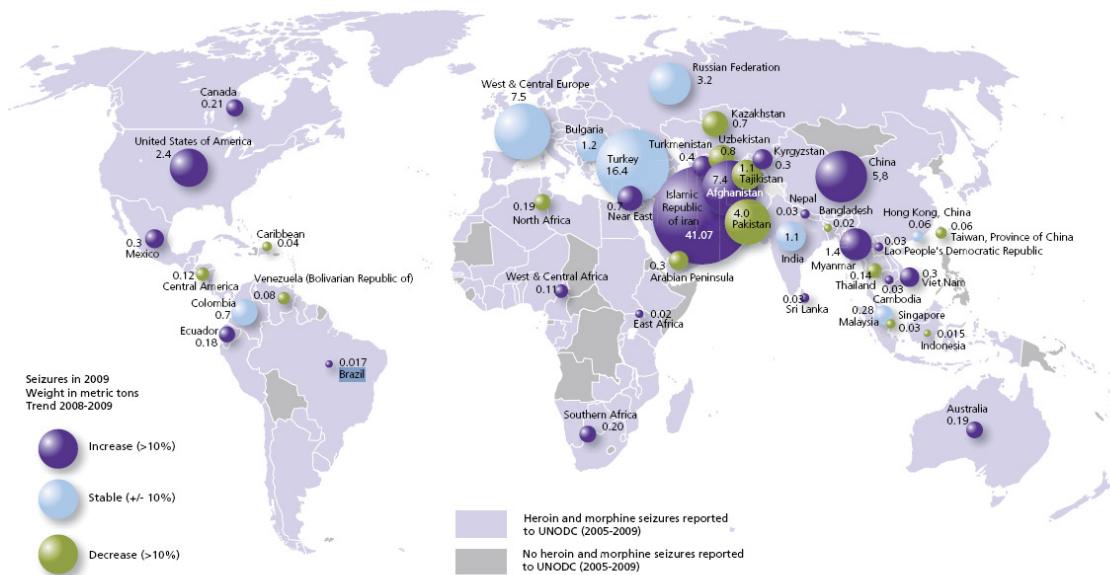 Canada
0.21
United States of America
2.4
0.3
Mexico
Caribbean
0.04
0.12
Central America
Venezuela (Bolivarian Republic of)
0.08
Colombia
0.7
Ecuador
0.18
0.017
Brazil
West & Central Europe
7.5
Russian Federation
3.2
Bulgaria
1.2
Turkey
16.4
Kazakhstan
0.7
Uzbekistan
0.8
Turkmenistan
0.4
Kyrgyzstan
0.3
1.1
Tajikistan
7.4
Afghanistan
Islamic
Republic
of iran
41.07
4.0
Pakistan
0.7
Near East
0.19
North Africa
0.3
Arabian Peninsula
West & Central Africa
0.11
0.02
East Africa
Southern Africa
0.20
China
5,8
Nepal
0.03
Bangladesh
0.02
Hong Kong, China
0.06
0.06
Taiwan, Province of China
1.1
India
1.4
Myanmar
0.03
Lao People's Democratic Republic
0.14
Thailand
0.3
Viet Nam
0.03
Cambodia
0.03
Sri Lanka
0.28
Malaysia
Singapore
0.03
0.015
Indonesia
Australia
0.19
Seizures in 2009
Weight in metric tons
Trend 2008-2009
Increase (>10%)
Stable (+/- 10%)
Decrease (>10%)
Heroin and morphine seizures reported
to UNODC (2005-2009)
No heroin and morphine seizures reported
to UNODC (2005-2009)